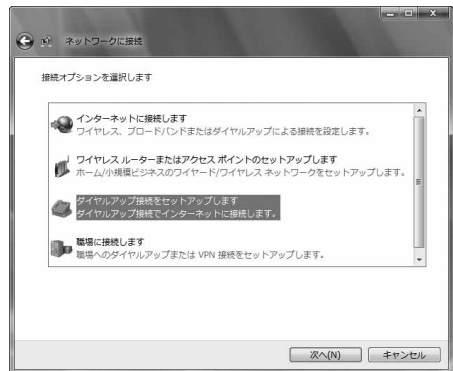 ネットワークに接続
接続オプションを選択します
インターネットに接続します
ワイヤレス、ブロードバンドまたはダイヤルアップによる接続を設定します。
ワイヤレス ルーターまたはアクセス ポイントのセットアップします
ホーム/小規模ビジネスのワイヤード/ワイヤレス ネットワークをセットアップします。
ダイヤルアップ接続をセットアップします
ダイヤルアップ接続でインターネットに接続します。
職場に接続します
職場へのダイヤルアップまたは VPN 接続をセットアップします。
次へ(N)
キャンセル